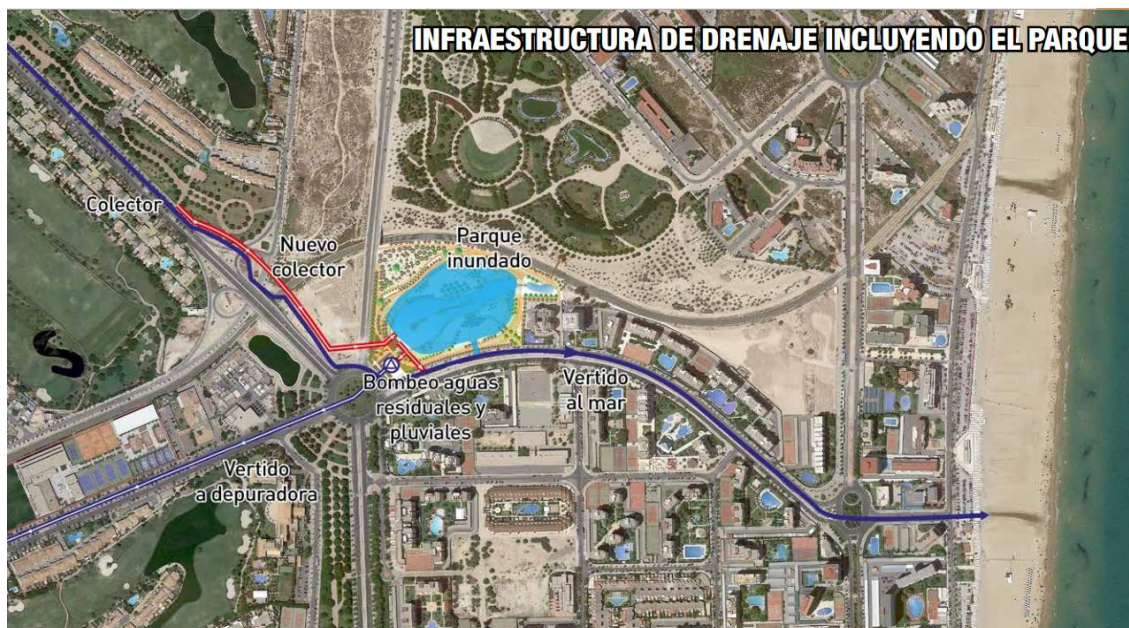 INFRAESTRUCTURA DE DRENAJE INCLUYENDO EL PARQUE
Colector
Nuevo
colector
Parque
inundado
Bombeo aguas
residuales y
pluviales
Vertido
al mar
Vertido
a depuradora